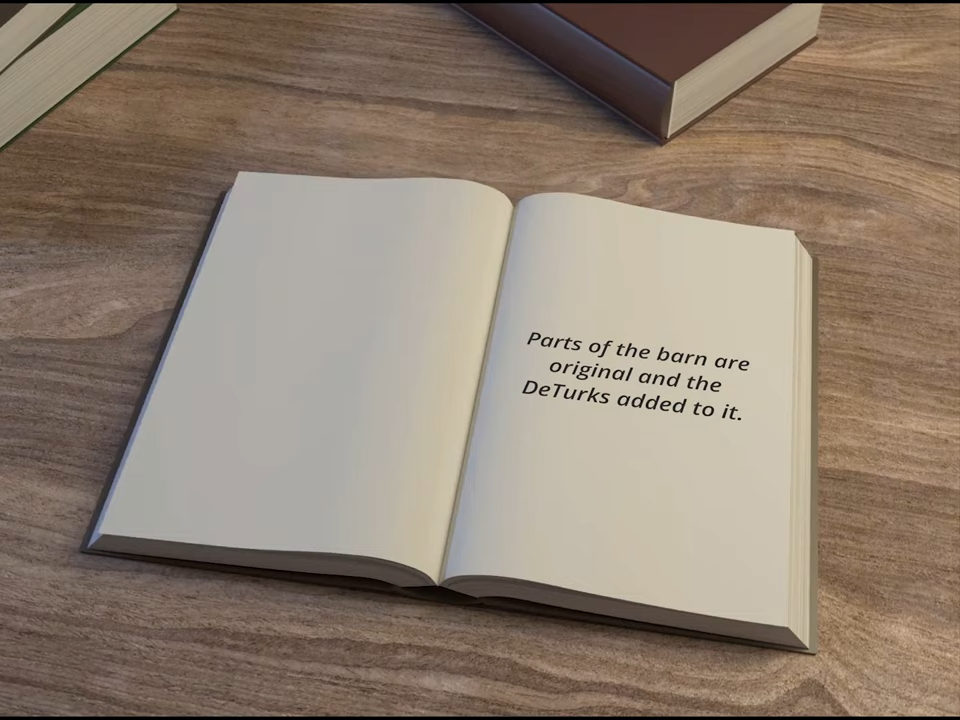 Parts of the barn are
original and the
DeTurks added to it.